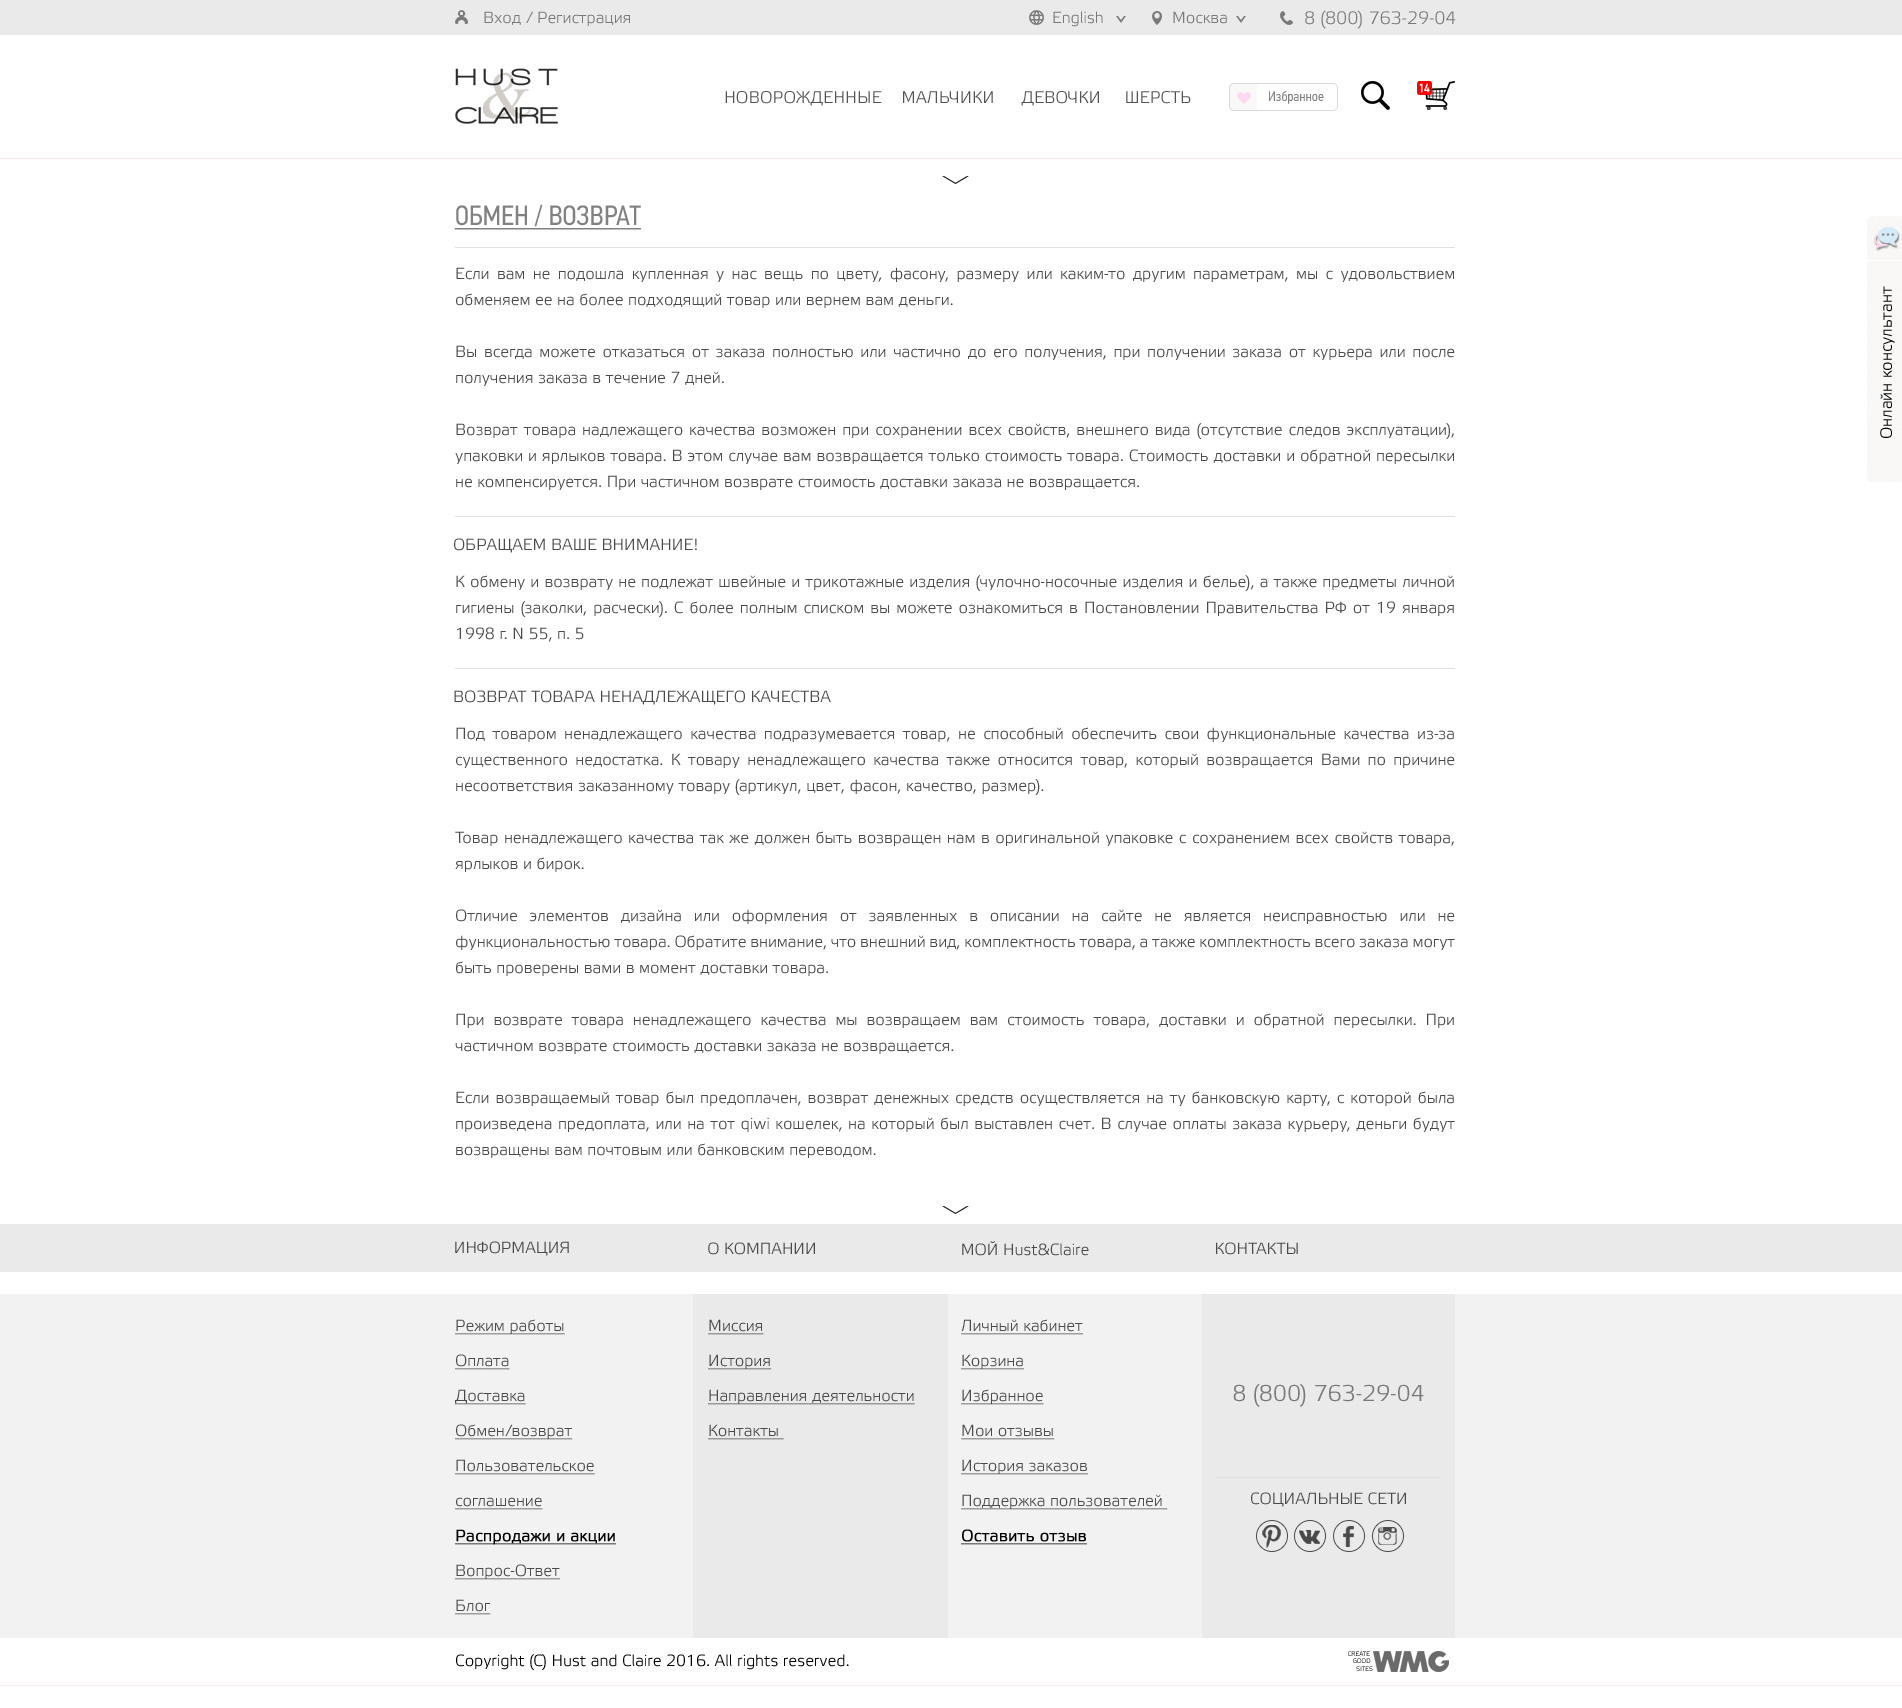 Вход / Регистрация
English
Москва
8 (800) 763-29-04
HUST
&
CLAIRE
НОВОРОЖДЕННЫЕ МАЛЬЧИКИ ДЕВОЧКИ ШЕРСТЬ
Избранное
14
ОБМЕН / ВОЗВРАТ
Онлайн консультант
Если вам не подошла купленная у нас вещь по цвету, фасону, размеру или каким-то другим параметрам, мы с удовольствием
обменяем ее на более подходящий товар или вернем вам деньги.
Вы всегда можете отказаться от заказа полностью или частично до его получения, при получении заказа от курьера или после
получения заказа в течение 7 дней.
Возврат товара надлежащего качества возможен при сохранении всех свойств, внешнего вида (отсутствие следов эксплуатации),
упаковки и ярлыков товара. В этом случае вам возвращается только стоимость товара. Стоимость доставки и обратной пересылки
не компенсируется. При частичном возврате стоимость доставки заказа не возвращается.
ОБРАЩАЕМ ВАШЕ ВНИМАНИЕ!
К обмену и возврату не подлежат швейные и трикотажные изделия (чулочно-носочные изделия и белье), а также предметы личной
гигиены (заколки, расчески). С более полным списком вы можете ознакомиться в Постановлении Правительства РФ от 19 января
1998 г. N 55, п. 5
ВОЗВРАТ ТОВАРА НЕНАДЛЕЖАЩЕГО КАЧЕСТВА
Под товаром ненадлежащего качества подразумевается товар, не способный обеспечить свои функциональные качества из-за
существенного недостатка. К товару ненадлежащего качества также относится товар, который возвращается Вами по причине
несоответствия заказанному товару (артикул, цвет, фасон, качество, размер).
Товар ненадлежащего качества так же должен быть возвращен нам в оригинальной упаковке с сохранением всех свойств товара,
ярлыков и бирок.
Отличие элементов дизайна или оформления от заявленных в описании на сайте не является неисправностью или не
функциональностью товара. Обратите внимание, что внешний вид, комплектность товара, а также комплектность всего заказа могут
быть проверены вами в момент доставки товара.
При возврате товара ненадлежащего качества мы возвращаем вам стоимость товара, доставки и обратной пересылки. При
частичном возврате стоимость доставки заказа не возвращается.
Если возвращаемый товар был предоплачен, возврат денежных средств осуществляется на ту банковскую карту, с которой была
произведена предоплата, или на тот qiwi кошелек, на который был выставлен счет. В случае оплаты заказа курьеру, деньги будут
возвращены вам почтовым или банковским переводом.
ИНФОРМАЦИЯ
О КОМПАНИИ
МОЙ Hust&Claire
КОНТАКТЫ
Режим работы
Оплата
Доставка
Обмен/возврат
Пользовательское
соглашение
Распродажи и акции
Вопрос-Ответ
Блог
Миссия
История
Направления деятельности
Контакты
Личный кабинет
Корзина
Избранное
Мои отзывы
История заказов
Поддержка пользователей
Оставить отзыв
8 (800) 763-29-04
СОЦИАЛЬНЫЕ СЕТИ
Copyright (C) Hust and Claire 2016. All rights reserved.
CREATE
GOOD
SITES
WMG